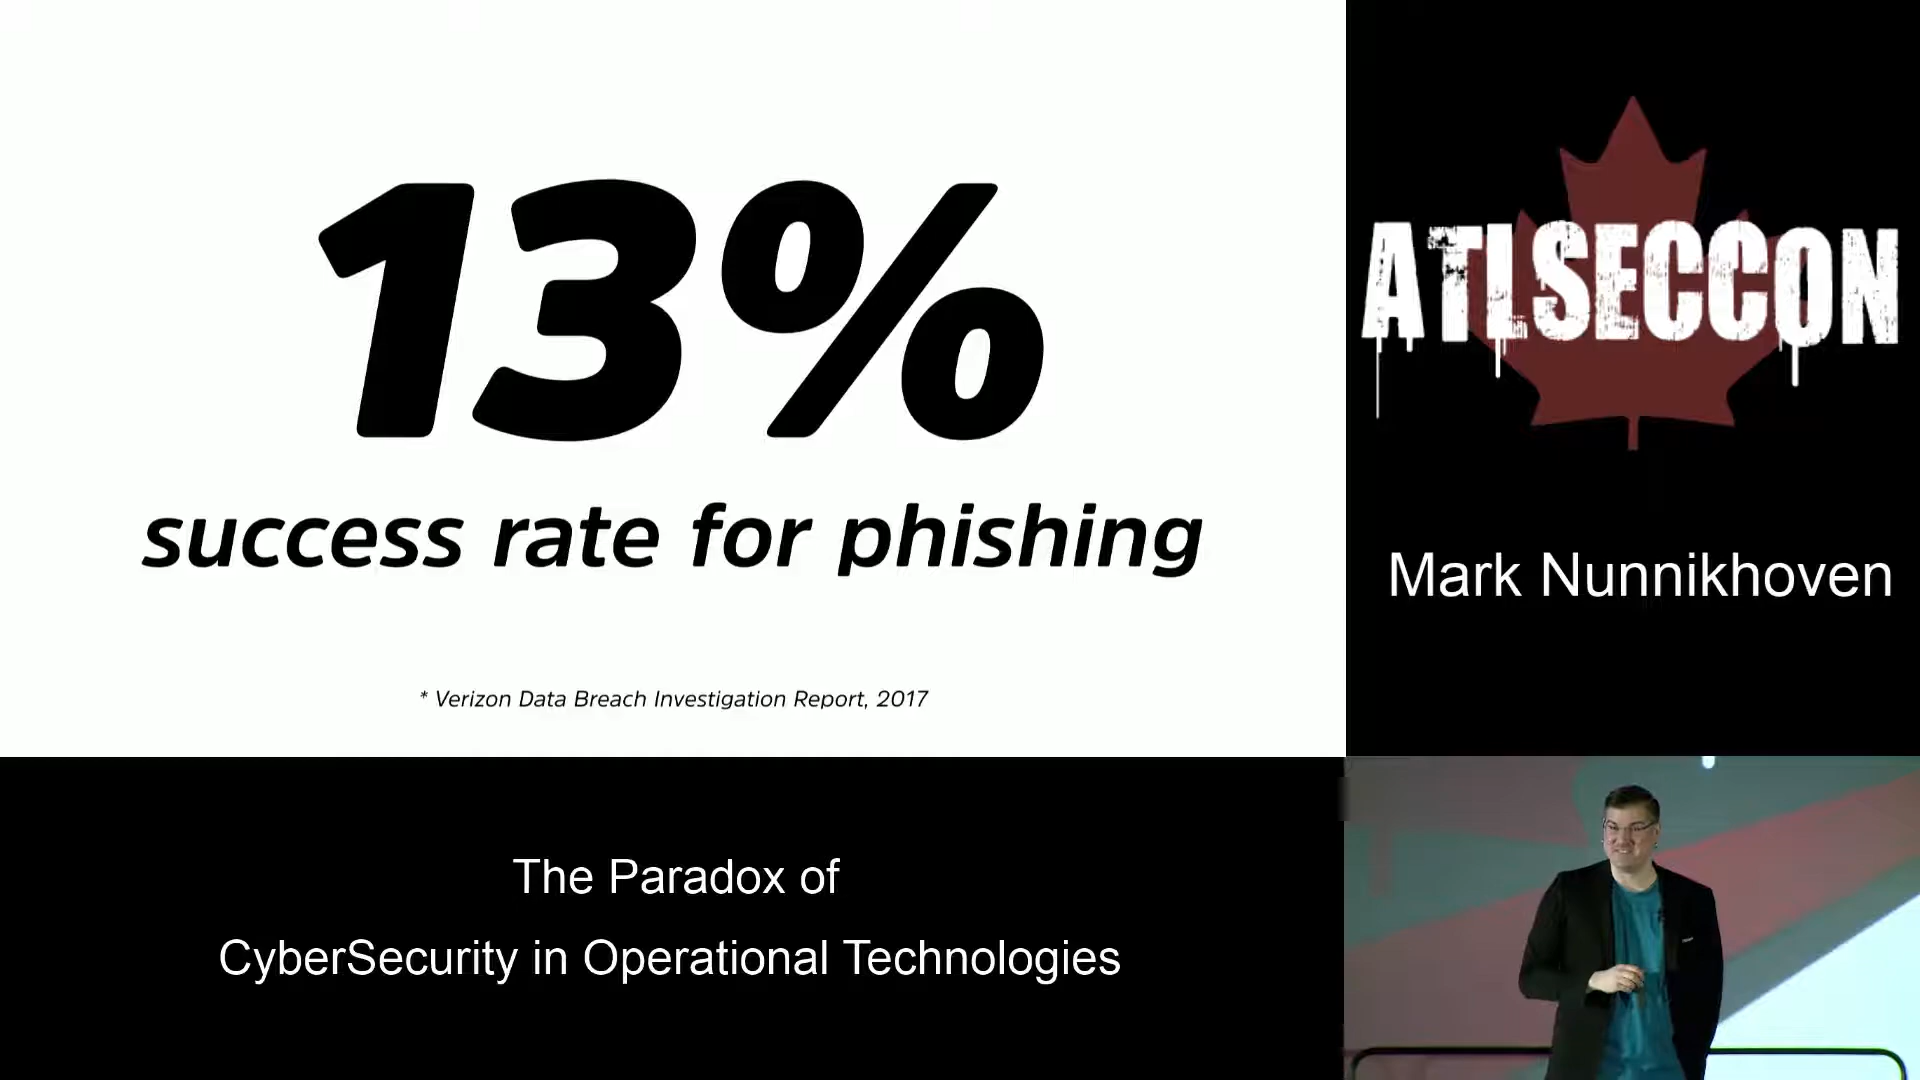 13%
success rate for phishing
* Verizon Data Breach Investigation Report, 2017
ATLSECCON
Mark Nunnikhoven
The Paradox of
CyberSecurity in Operational Technologies